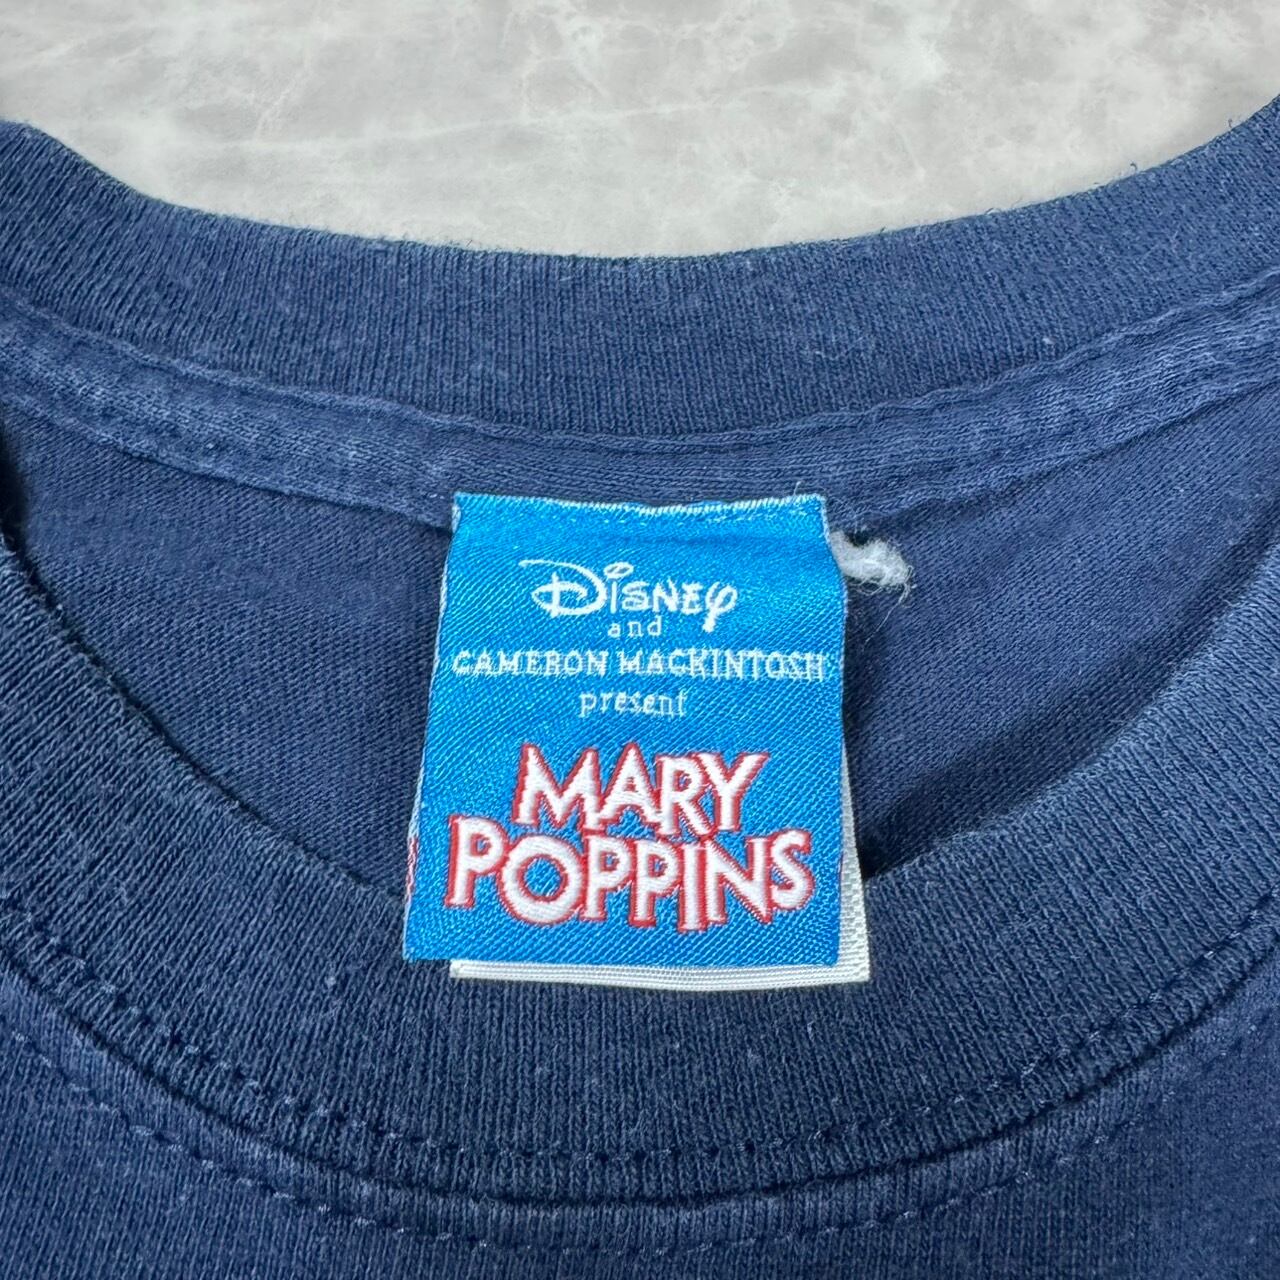 Disney
and
CAMERON MACKINTOSH
present
MARY
POPPINS